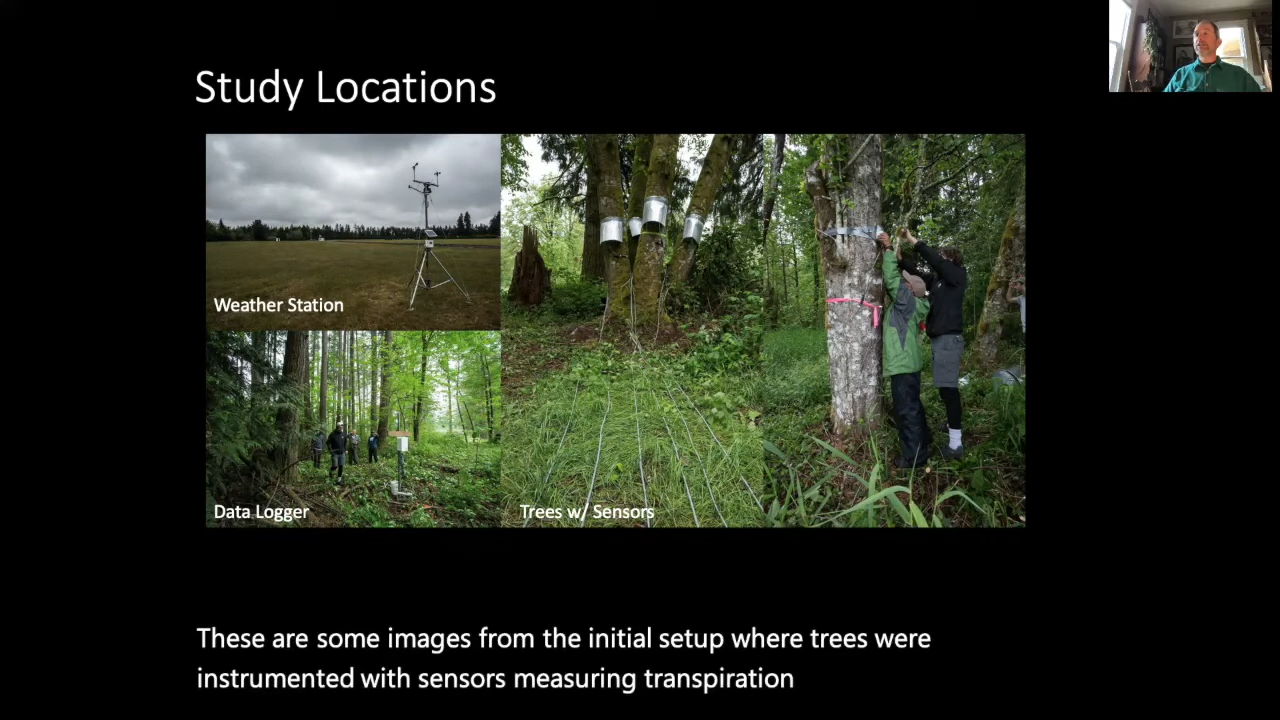 Study Locations
Weather Station
Data Logger
Trees w/ Sensors
These are some images from the initial setup where trees were
instrumented with sensors measuring transpiration